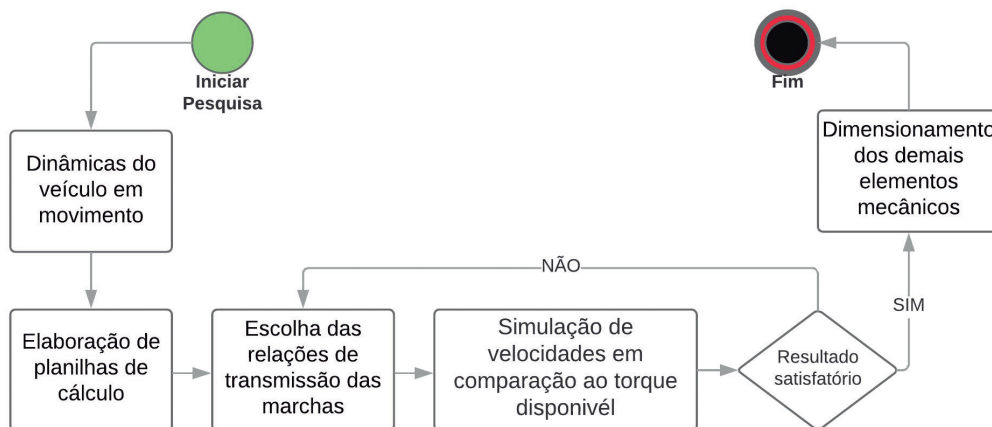 Iniciar
Pesquisa
Dinâmicas do
veículo em
movimento
Elaboração de
planilhas de
cálculo
Escolha das
relações de
transmissão das
marchas
Simulação de
velocidades em
comparação ao torque
disponivél
Resultado
satisfatório
NÃO
SIM
Dimensionamento
dos demais
elementos
mecânicos
Fim